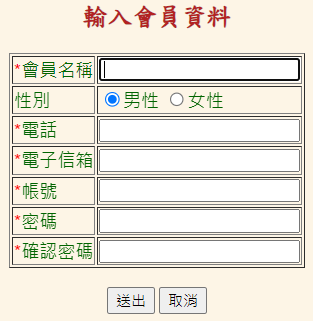 輸入會員資料
*會員名稱
性別 男性 女性
*電話
*電子信箱
*帳號
*密碼
*確認密碼
送出 取消